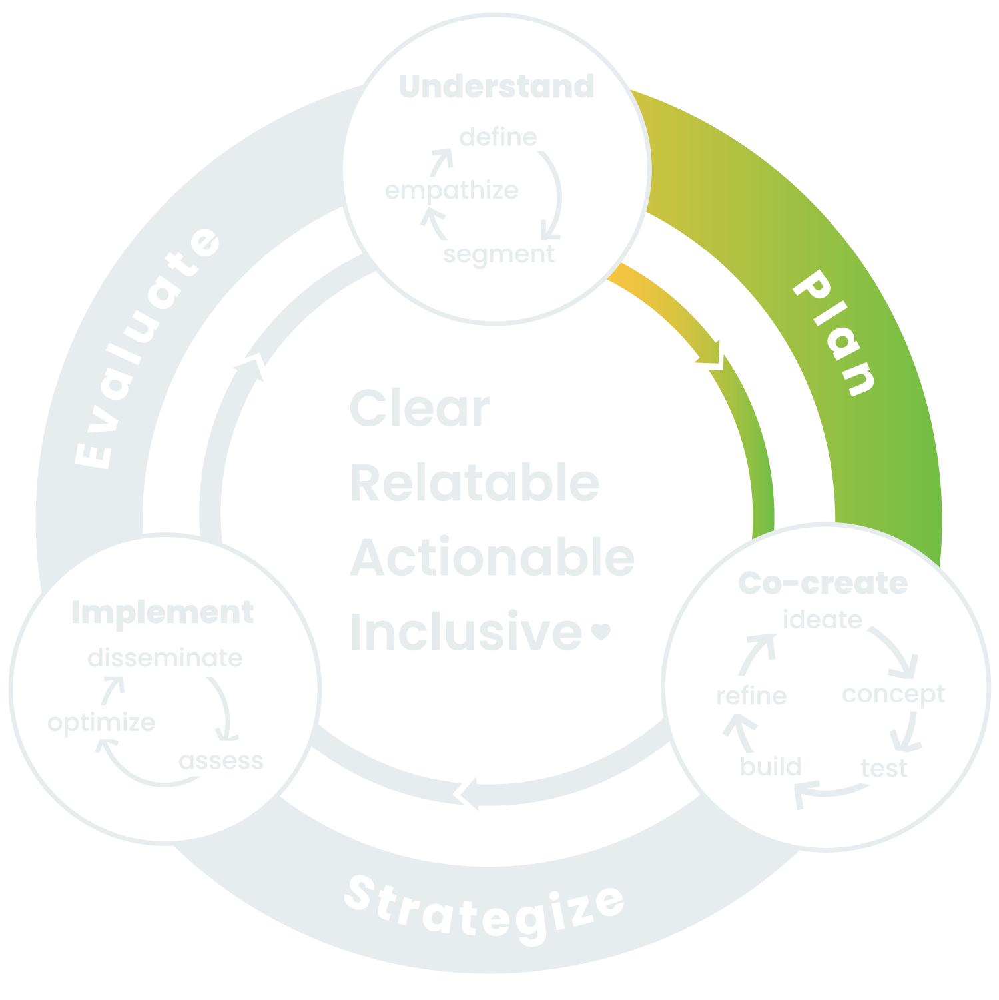 Understand
define
empathize
segment
Plan
Evaluate
Clear
Relatable
Actionable
Inclusive
Co-create
ideate
refine
concept
build
test
Implement
disseminate
optimize
assess
Strategize